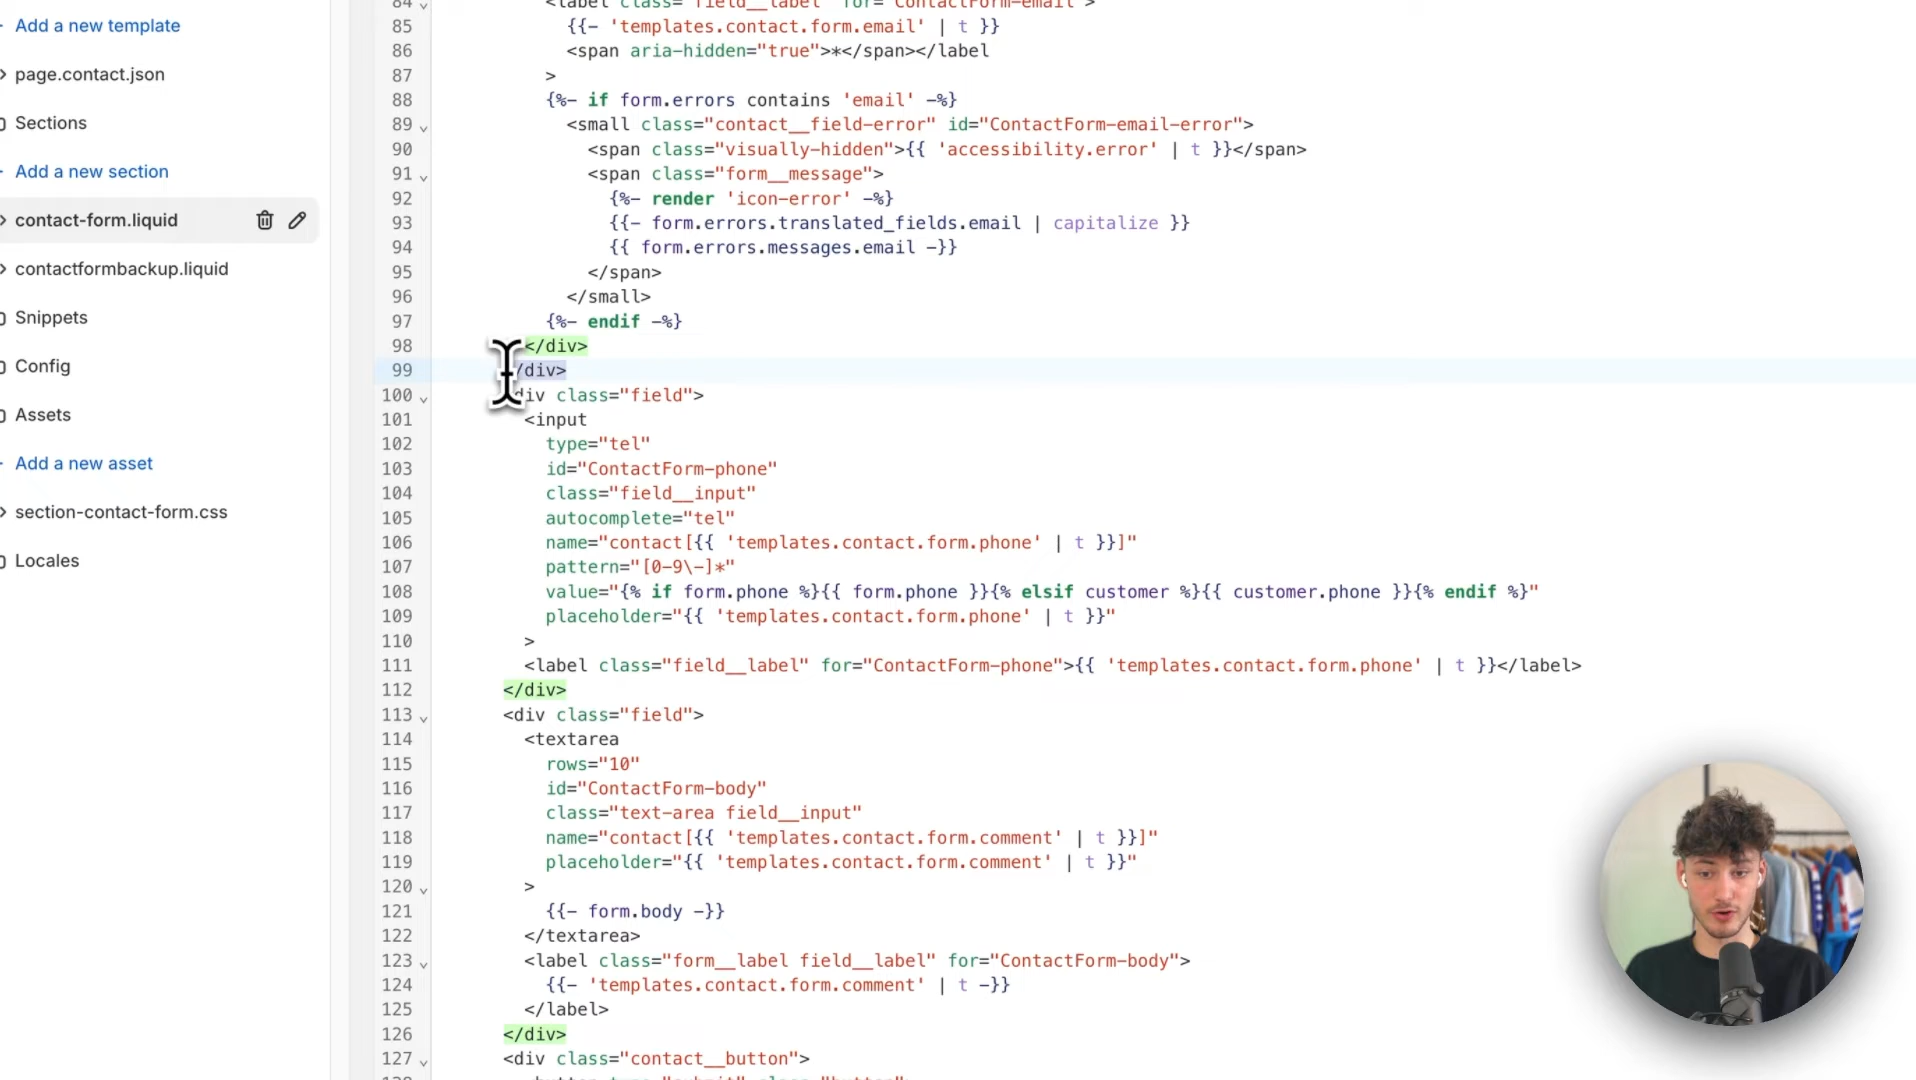 Add a new template
page.contact.json
Sections
Add a new section
contact-form.liquid
contactformbackup.liquid
Snippets
Config
Assets
Add a new asset
section-contact-form.css
Locales
84 <label class="field__label" for="ContactForm-email">
85 {{- 'templates.contact.form.email' | t }}
86 <span aria-hidden="true">*</span></label
87 >
88 {%- if form.errors contains 'email' -%}
89 <small class="contact__field-error" id="ContactForm-email-error">
90 <span class="visually-hidden">{{ 'accessibility.error' | t }}</span>
91 <span class="form__message">
92 {%- render 'icon-error' -%}
93 {{- form.errors.translated_fields.email | capitalize }}
94 {{ form.errors.messages.email -}}
95 </span>
96 </small>
97 {%- endif -%}
98 </div>
99 /div>
100 div class="field">
101 <input
102 type="tel"
103 id="ContactForm-phone"
104 class="field__input"
105 autocomplete="tel"
106 name="contact[{{ 'templates.contact.form.phone' | t }}]"
107 pattern="[0-9\-]*"
108 value="{% if form.phone %}{{ form.phone }}{% elsif customer %}{{ customer.phone }}{% endif %}"
109 placeholder="{{ 'templates.contact.form.phone' | t }}"
110 >
111 <label class="field__label" for="ContactForm-phone">{{ 'templates.contact.form.phone' | t }}</label>
112 </div>
113 <div class="field">
114 <textarea
115 rows="10"
116 id="ContactForm-body"
117 class="text-area field__input"
118 name="contact[{{ 'templates.contact.form.comment' | t }}]"
119 placeholder="{{ 'templates.contact.form.comment' | t }}"
120 >
121 {{- form.body -}}
122 </textarea>
123 <label class="form__label field__label" for="ContactForm-body">
124 {{- 'templates.contact.form.comment' | t -}}
125 </label>
126 </div>
127 <div class="contact__button">